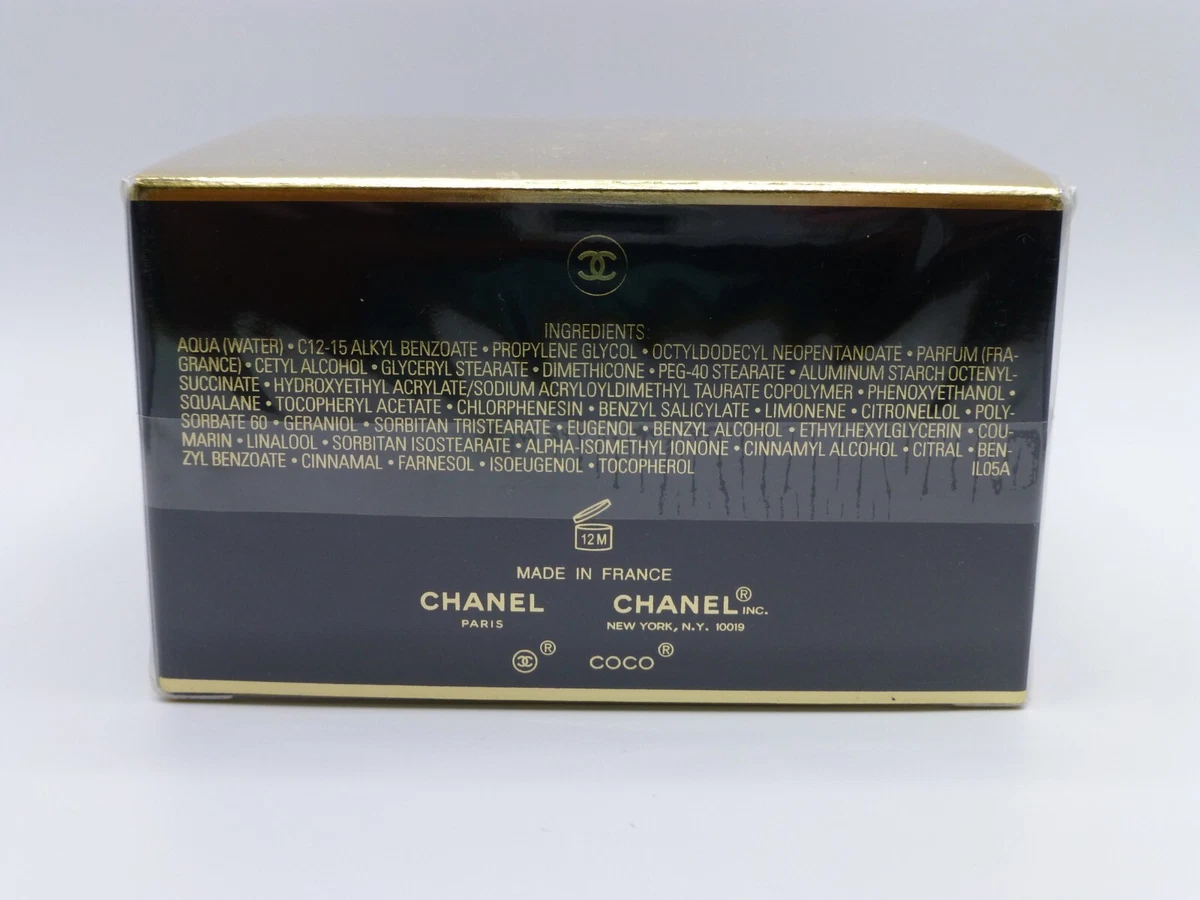 INGREDIENTS:
AQUA (WATER) • C12-15 ALKYL BENZOATE • PROPYLENE GLYCOL • OCTYLDODECYL NEOPENTANOATE • PARFUM (FRA-
GRANCE) • CETYL ALCOHOL • GLYCERYL STEARATE • DIMETHICONE • PEG-40 STEARATE • ALUMINUM STARCH OCTENYL-
SUCCINATE • HYDROXYETHYL ACRYLATE/SODIUM ACRYLOYLDIMETHYL TAURATE COPOLYMER • PHENOXYETHANOL •
SQUALANE • TOCOPHERYL ACETATE • CHLORPHENESIN • BENZYL SALICYLATE • LIMONENE • CITRONELLOL • POLY-
SORBATE 60 • GERANIOL • SORBITAN TRISTEARATE • EUGENOL • BENZYL ALCOHOL • ETHYLHEXYLGLYCERIN • COU-
MARIN • LINALOOL • SORBITAN ISOSTEARATE • ALPHA-ISOMETHYL IONONE • CINNAMYL ALCOHOL • CITRAL • BEN-
ZYL BENZOATE • CINNAMAL • FARNESOL • ISOEUGENOL • TOCOPHEROL IL05A
12M
MADE IN FRANCE
CHANEL CHANEL® INC.
PARIS NEW YORK, N.Y. 10019
® COCO®